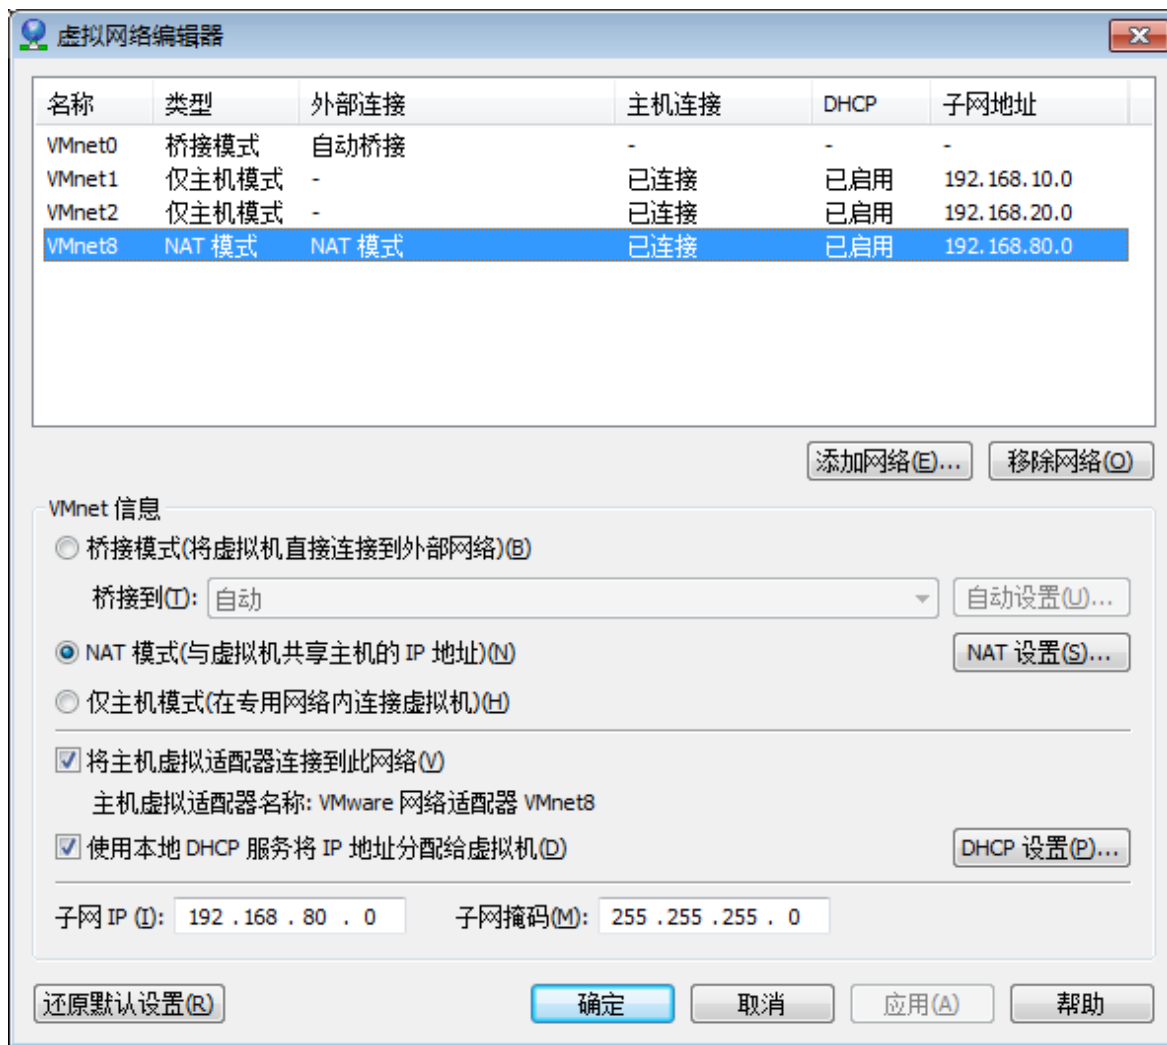 虚拟网络编辑器
名称 类型 外部连接 主机连接 DHCP 子网地址
VMnet0 桥接模式 自动桥接 - - -
VMnet1 仅主机模式 - 已连接 已启用 192.168.10.0
VMnet2 仅主机模式 - 已连接 已启用 192.168.20.0
VMnet8 NAT 模式 NAT 模式 已连接 已启用 192.168.80.0
添加网络(E)... 移除网络(O)
VMnet 信息
桥接模式(将虚拟机直接连接到外部网络)(B)
桥接到(T): 自动 自动设置(U)...
NAT 模式(与虚拟机共享主机的 IP 地址)(N) NAT 设置(S)...
仅主机模式(在专用网络内连接虚拟机)(H)
将主机虚拟适配器连接到此网络(V)
主机虚拟适配器名称: VMware 网络适配器 VMnet8
使用本地 DHCP 服务将 IP 地址分配给虚拟机(D) DHCP 设置(P)...
子网 IP (I): 192 . 168 . 80 . 0 子网掩码(M): 255 . 255 . 255 . 0
还原默认设置(R) 确定 取消 应用(A) 帮助